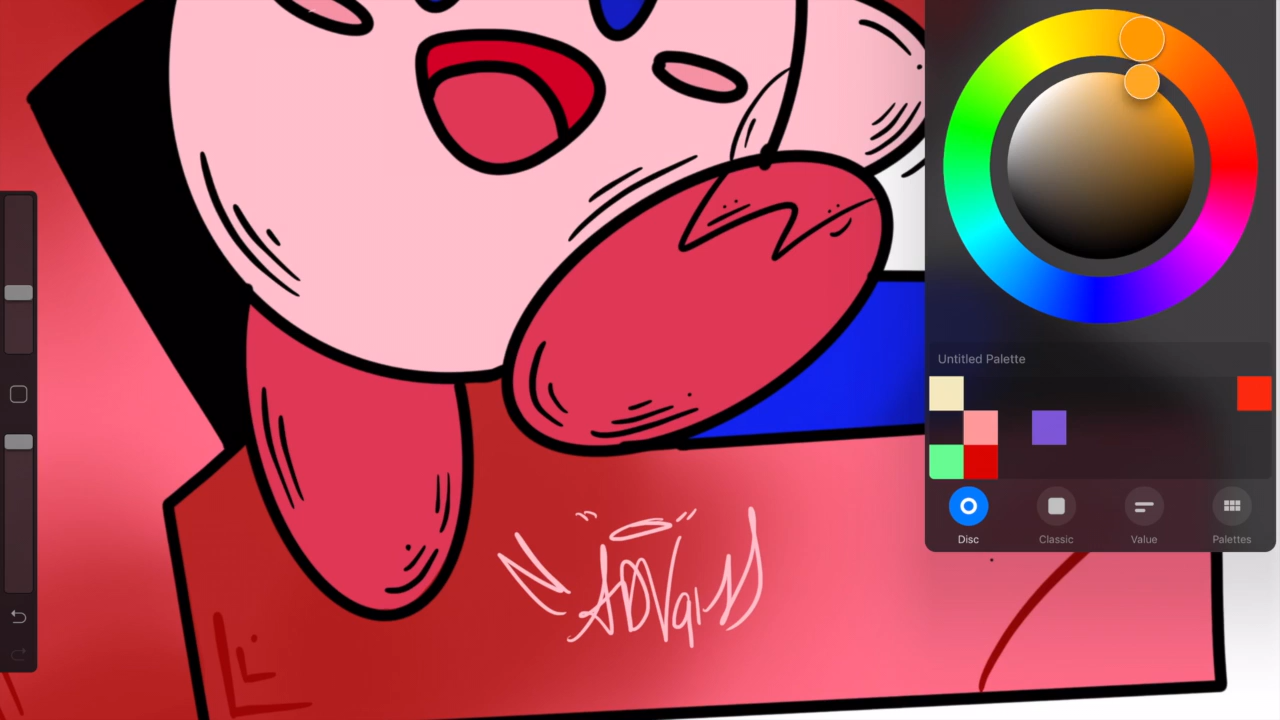 Untitled Palette
Disc
Classic
Value
Palettes